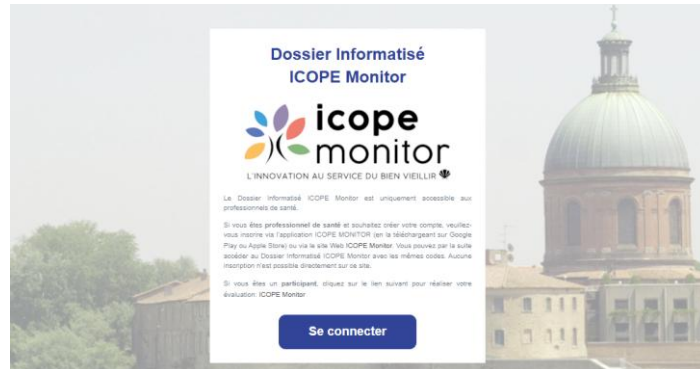 Dossier Informatisé
ICOPE Monitor
icope
monitor
L'INNOVATION AU SERVICE DU BIEN VIEILLIR
Le Dossier Informatisé ICOPE Monitor est uniquement accessible aux
professionnels de santé.
Si vous êtes professionnel de santé et souhaitez créer votre compte, veuillez-
vous inscrire via l'application ICOPE MONITOR (en la téléchargeant sur Google
Play ou Apple Store) ou via le site Web ICOPE Monitor. Vous pouvez par la suite
accéder au Dossier Informatisé ICOPE Monitor avec les mêmes codes. Aucune
inscription n'est possible directement sur ce site.
Si vous êtes un participant, cliquez sur le lien suivant pour réaliser votre
évaluation: ICOPE Monitor
Se connecter